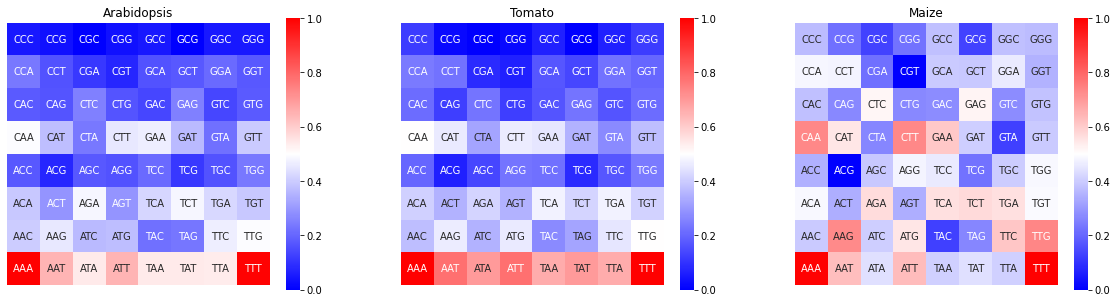 Arabidopsis
CCC CCG CGC CGG GCC GCG GGC GGG
CCA CCT CGA CGT GCA GCT GGA GGT
CAC CAG CTC CTG GAC GAG GTC GTG
CAA CAT CTA CTT GAA GAT GTA GTT
ACC ACG AGC AGG TCC TCG TGC TGG
ACA ACT AGA AGT TCA TCT TGA TGT
AAC AAG ATC ATG TAC TAG TTC TTG
AAA AAT ATA ATT TAA TAT TTA TTT
1.0
0.8
0.6
0.4
0.2
0.0
Tomato
CCC CCG CGC CGG GCC GCG GGC GGG
CCA CCT CGA CGT GCA GCT GGA GGT
CAC CAG CTC CTG GAC GAG GTC GTG
CAA CAT CTA CTT GAA GAT GTA GTT
ACC ACG AGC AGG TCC TCG TGC TGG
ACA ACT AGA AGT TCA TCT TGA TGT
AAC AAG ATC ATG TAC TAG TTC TTG
AAA AAT ATA ATT TAA TAT TTA TTT
1.0
0.8
0.6
0.4
0.2
0.0
Maize
CCC CCG CGC CGG GCC GCG GGC GGG
CCA CCT CGA CGT GCA GCT GGA GGT
CAC CAG CTC CTG GAC GAG GTC GTG
CAA CAT CTA CTT GAA GAT GTA GTT
ACC ACG AGC AGG TCC TCG TGC TGG
ACA ACT AGA AGT TCA TCT TGA TGT
AAC AAG ATC ATG TAC TAG TTC TTG
AAA AAT ATA ATT TAA TAT TTA TTT
1.0
0.8
0.6
0.4
0.2
0.0